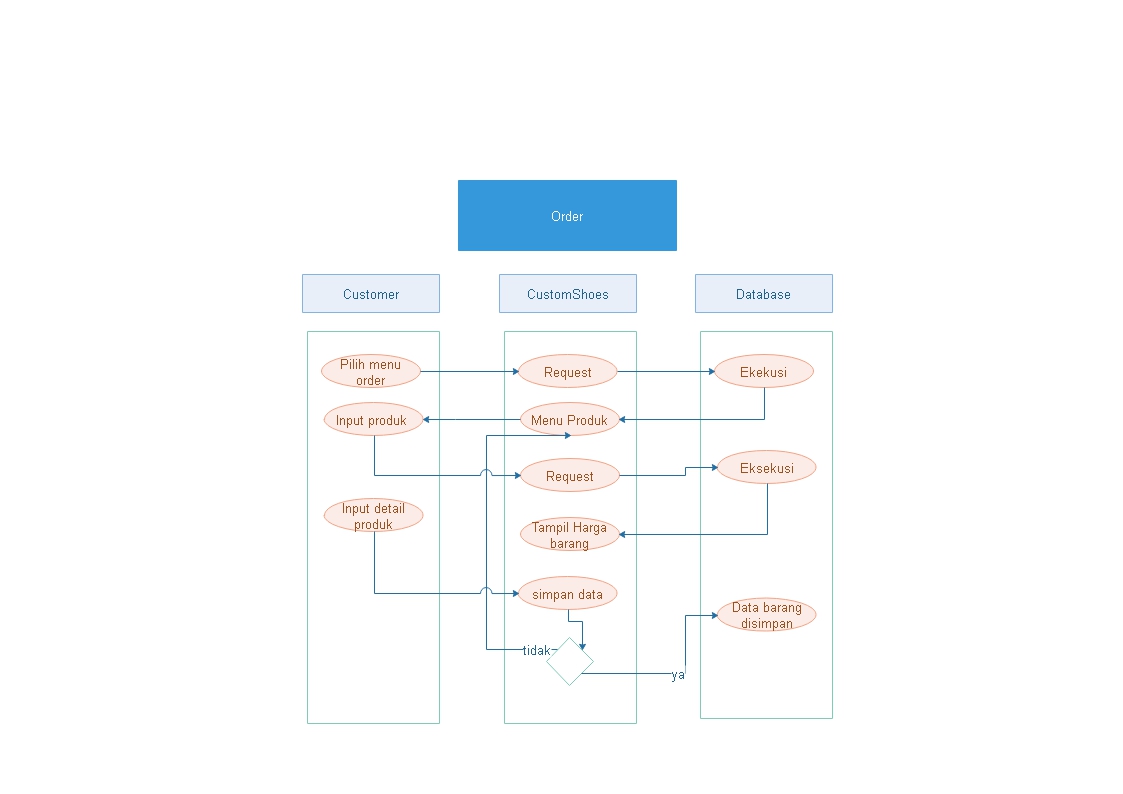 Order
Customer
CustomShoes
Database
Pilih menu
order
Request
Ekekusi
Input produk
Menu Produk
Request
Eksekusi
Input detail
produk
Tampil Harga
barang
simpan data
Data barang
disimpan
tidak
ya